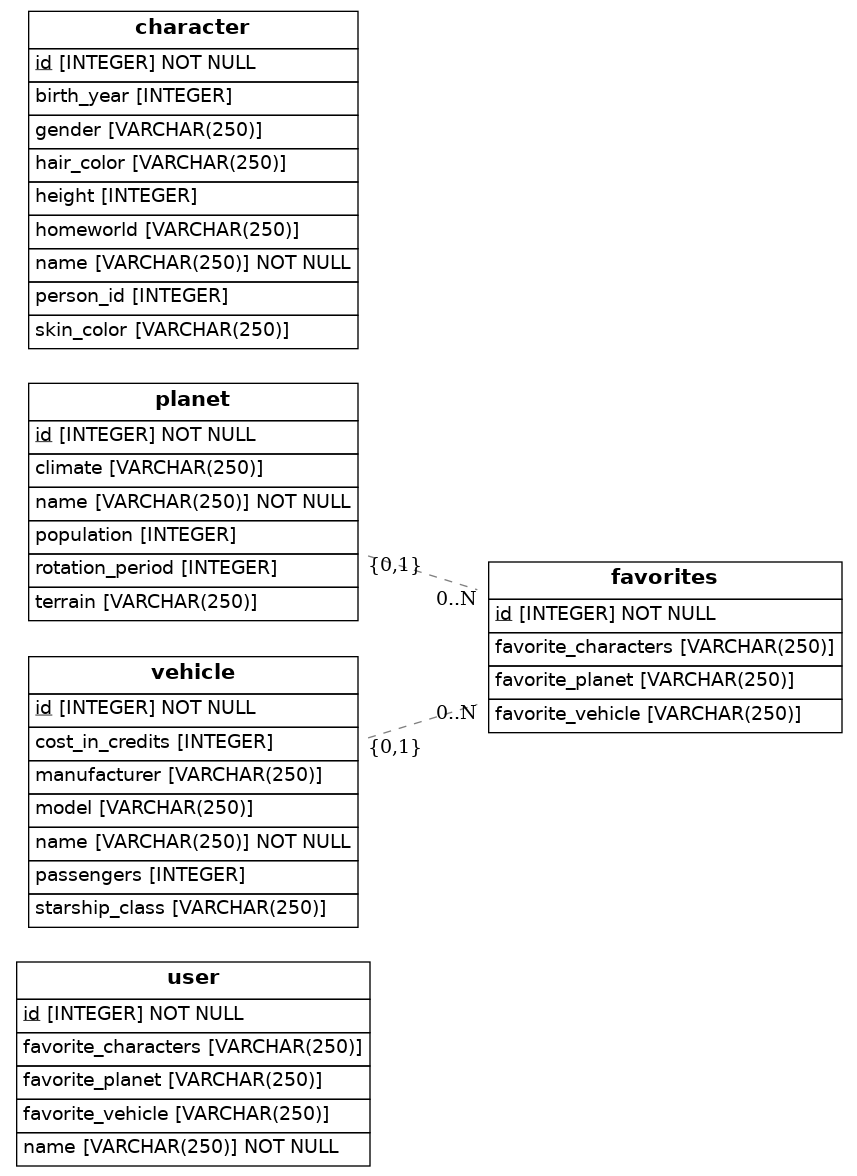 character
id [INTEGER] NOT NULL
birth_year [INTEGER]
gender [VARCHAR(250)]
hair_color [VARCHAR(250)]
height [INTEGER]
homeworld [VARCHAR(250)]
name [VARCHAR(250)] NOT NULL
person_id [INTEGER]
skin_color [VARCHAR(250)]
planet
id [INTEGER] NOT NULL
climate [VARCHAR(250)]
name [VARCHAR(250)] NOT NULL
population [INTEGER]
rotation_period [INTEGER]
terrain [VARCHAR(250)]
{0,1}
0..N
favorites
id [INTEGER] NOT NULL
favorite_characters [VARCHAR(250)]
favorite_planet [VARCHAR(250)]
favorite_vehicle [VARCHAR(250)]
0..N
{0,1}
vehicle
id [INTEGER] NOT NULL
cost_in_credits [INTEGER]
manufacturer [VARCHAR(250)]
model [VARCHAR(250)]
name [VARCHAR(250)] NOT NULL
passengers [INTEGER]
starship_class [VARCHAR(250)]
user
id [INTEGER] NOT NULL
favorite_characters [VARCHAR(250)]
favorite_planet [VARCHAR(250)]
favorite_vehicle [VARCHAR(250)]
name [VARCHAR(250)] NOT NULL